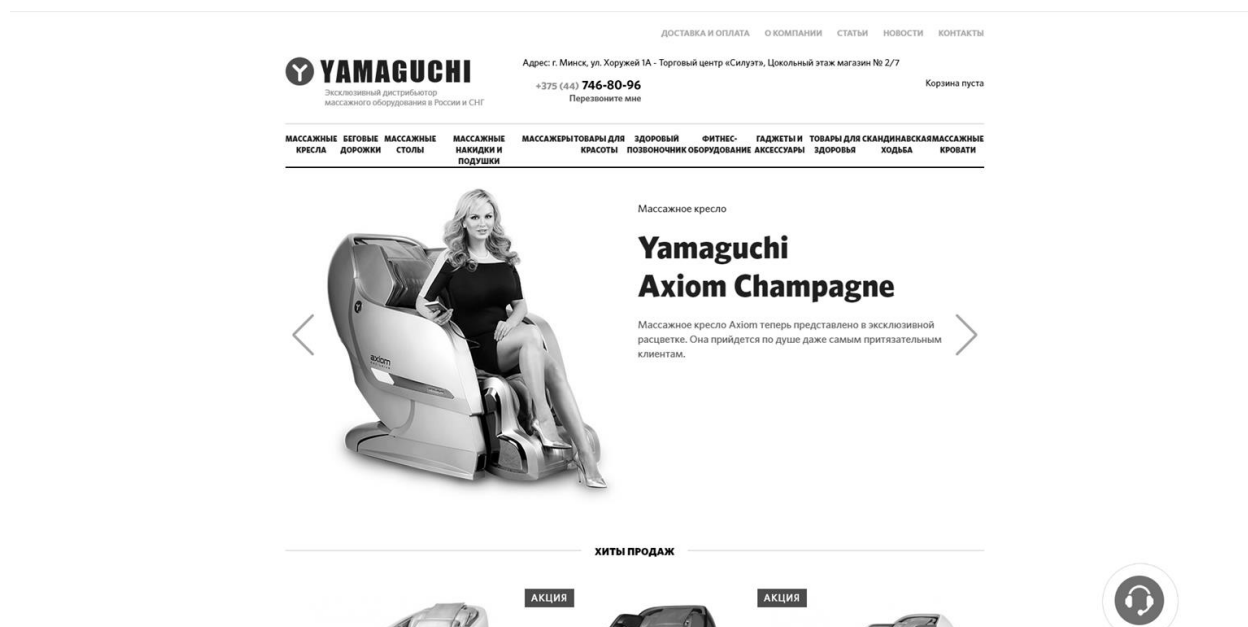 ДОСТАВКА И ОПЛАТА О КОМПАНИИ СТАТЬИ НОВОСТИ КОНТАКТЫ
YAMAGUCHI
Эксклюзивный дистрибьютор
массажного оборудования в России и СНГ
Адрес: г. Минск, ул. Хоружей 1А - Торговый центр «Силуэт», Цокольный этаж магазин № 2/7
+375 (44) 746-80-96
Перезвоните мне
Корзина пуста
МАССАЖНЫЕ КРЕСЛА
БЕГОВЫЕ ДОРОЖКИ
МАССАЖНЫЕ СТОЛЫ
МАССАЖНЫЕ НАКИДКИ И ПОДУШКИ
МАССАЖЕРЫ
ТОВАРЫ ДЛЯ КРАСОТЫ
ЗДОРОВЫЙ ПОЗВОНОЧНИК
ФИТНЕС-ОБОРУДОВАНИЕ
ГАДЖЕТЫ И АКСЕССУАРЫ
ТОВАРЫ ДЛЯ ЗДОРОВЬЯ
СКАНДИНАВСКАЯ ХОДЬБА
МАССАЖНЫЕ КРОВАТИ
Массажное кресло
Yamaguchi
Axiom Champagne
Массажное кресло Axiom теперь представлено в эксклюзивной
расцветке. Она прийдется по душе даже самым притязательным
клиентам.
axiom
ХИТЫ ПРОДАЖ
АКЦИЯ
АКЦИЯ